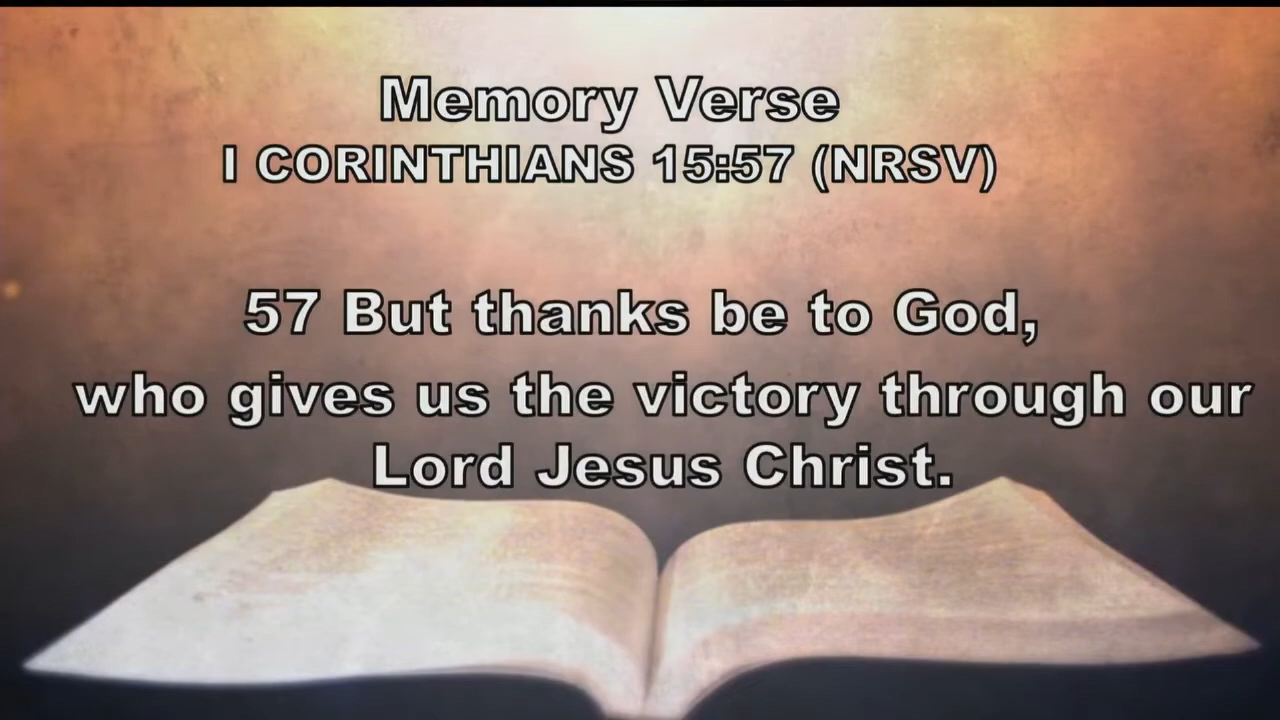 Memory Verse
I CORINTHIANS 15:57 (NRSV)
57 But thanks be to God,
who gives us the victory through our
Lord Jesus Christ.